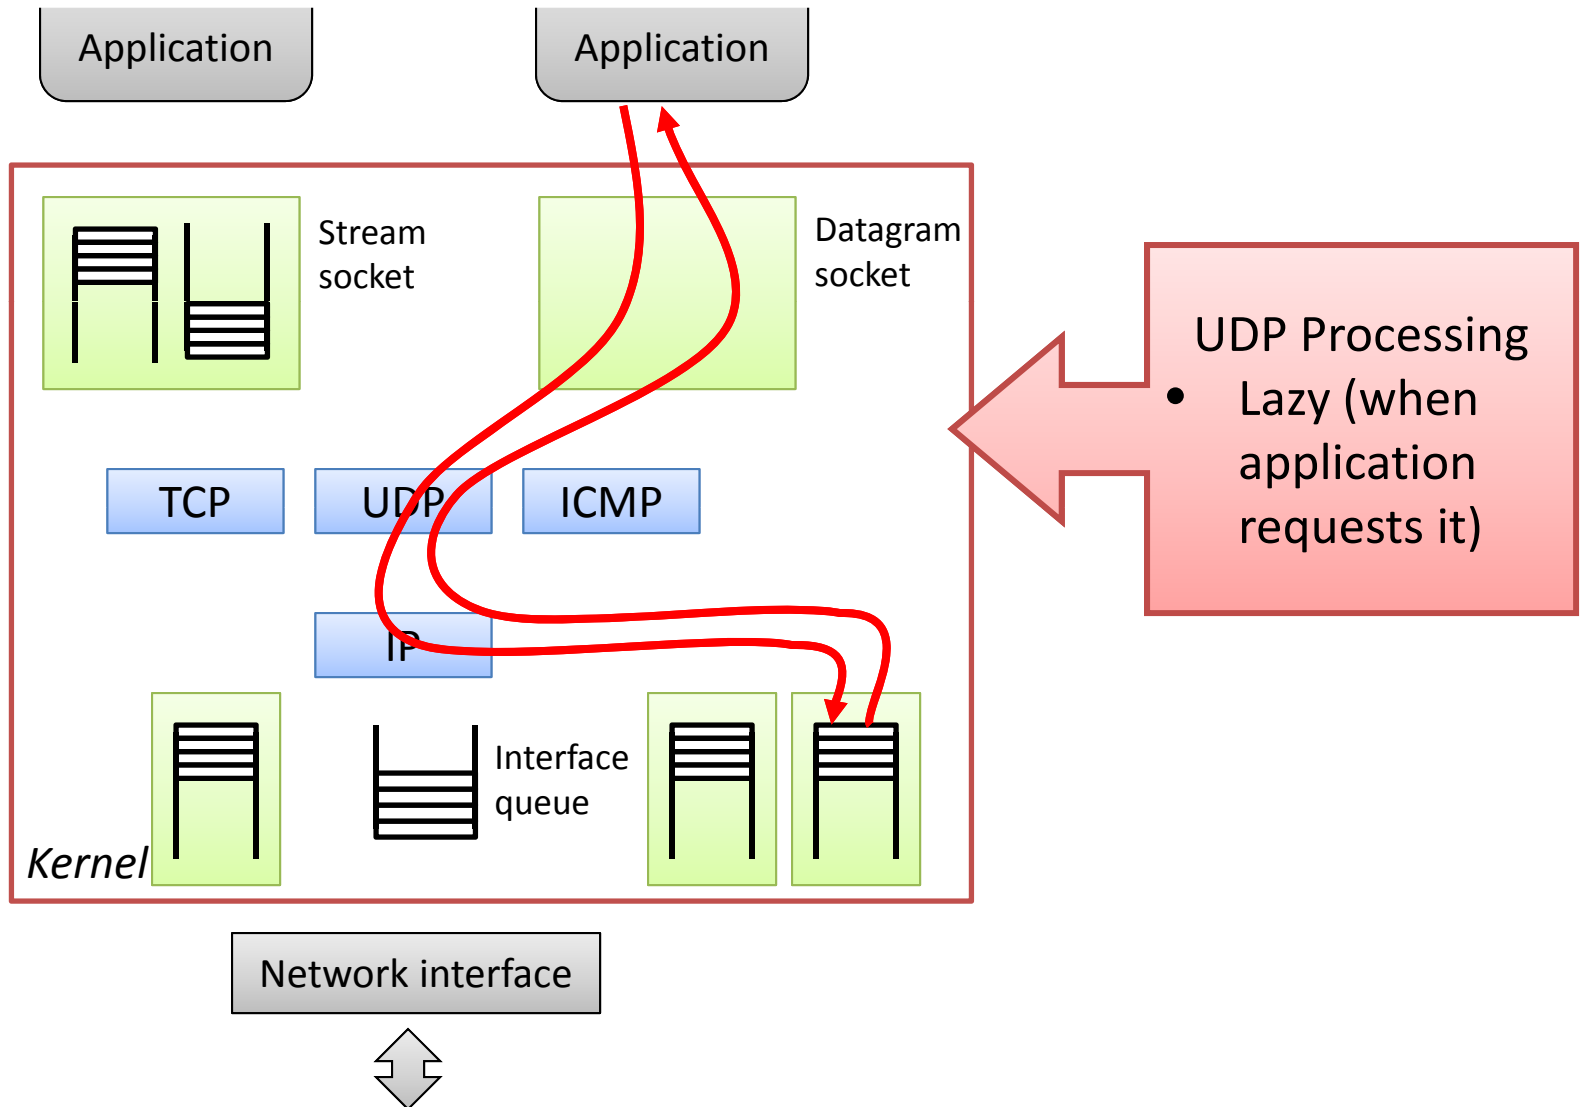 Application
Application
Stream
socket
Datagram
socket
UDP Processing
• Lazy (when
application
requests it)
TCP
UDP
ICMP
IP
Interface
queue
Kernel
Network interface